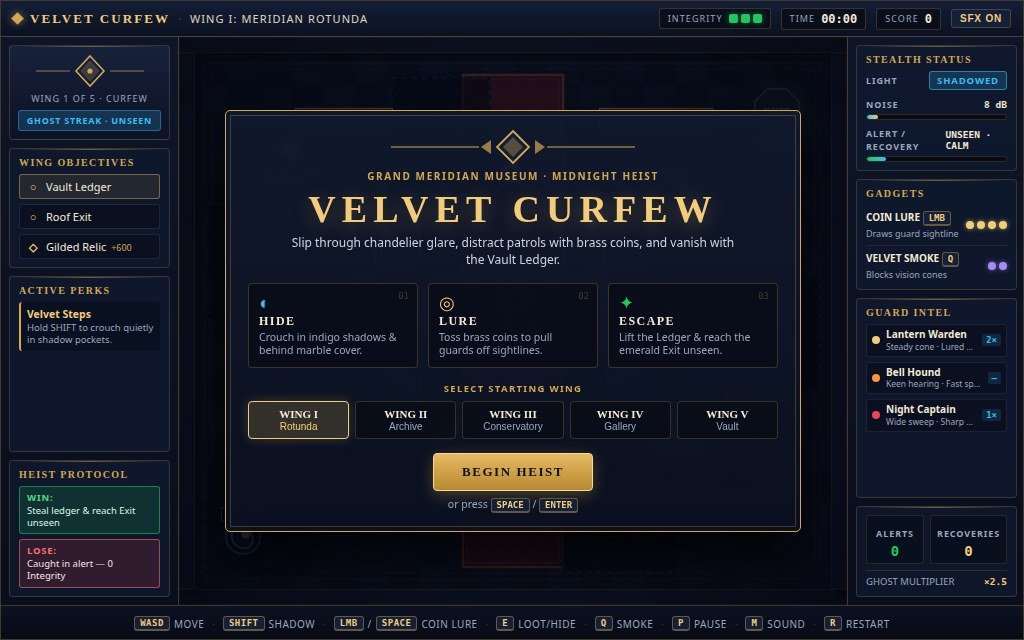 VELVET CURFEW · WING I: MERIDIAN ROTUNDA
INTEGRITY
TIME 00:00
SCORE 0
SFX ON
WING 1 OF 5 · CURFEW
GHOST STREAK · UNSEEN
WING OBJECTIVES
Vault Ledger
Roof Exit
Gilded Relic +600
ACTIVE PERKS
Velvet Steps
Hold SHIFT to crouch quietly
in shadow pockets.
HEIST PROTOCOL
WIN:
Steal ledger & reach Exit
unseen
LOSE:
Caught in alert — 0
Integrity
GRAND MERIDIAN MUSEUM · MIDNIGHT HEIST
VELVET CURFEW
Slip through chandelier glare, distract patrols with brass coins, and vanish with
the Vault Ledger.
01
HIDE
Crouch in indigo shadows &
behind marble cover.
02
LURE
Toss brass coins to pull
guards off sightlines.
03
ESCAPE
Lift the Ledger & reach the
emerald Exit unseen.
SELECT STARTING WING
WING I
Rotunda
WING II
Archive
WING III
Conservatory
WING IV
Gallery
WING V
Vault
BEGIN HEIST
or press SPACE / ENTER
STEALTH STATUS
LIGHT SHADOWED
NOISE 8 dB
ALERT / RECOVERY
UNSEEN · CALM
GADGETS
COIN LURE LMB
Draws guard sightline
VELVET SMOKE Q
Blocks vision cones
GUARD INTEL
Lantern Warden
Steady cone · Lured ...
2×
Bell Hound
Keen hearing · Fast sp...
—
Night Captain
Wide sweep · Sharp ...
1×
ALERTS
0
RECOVERIES
0
GHOST MULTIPLIER ×2.5
WASD MOVE · SHIFT SHADOW · LMB / SPACE COIN LURE · E LOOT/HIDE · Q SMOKE · P PAUSE · M SOUND · R RESTART